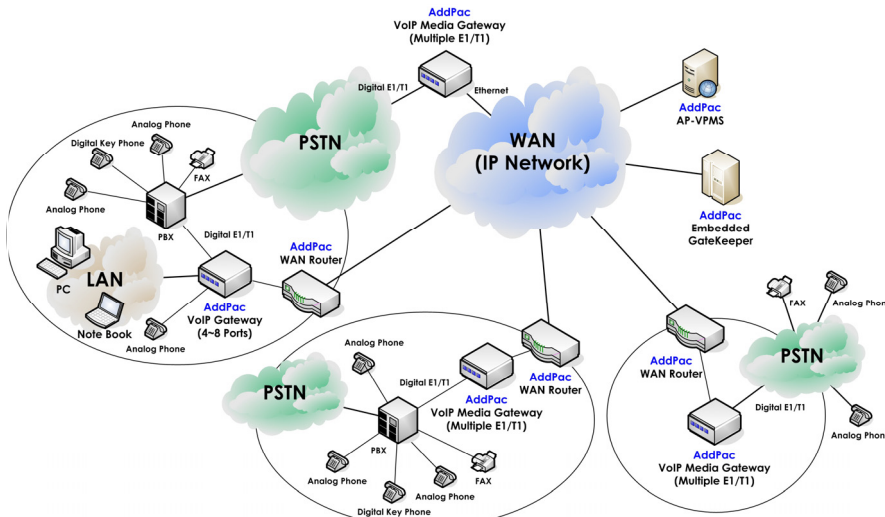 AddPac
VoIP Media Gateway
(Multiple E1/T1)
Digital E1/T1
Ethernet
PSTN
WAN
(IP Network)
AddPac
AP-VPMS
AddPac
Embedded
GateKeeper
Analog Phone
Digital Key Phone
FAX
Analog Phone
PBX
Digital E1/T1
LAN
PC
Note Book
AddPac
VoIP Gateway
(4~8 Ports)
Analog Phone
AddPac
WAN Router
PSTN
Analog Phone
Digital E1/T1
AddPac
VoIP Media Gateway
(Multiple E1/T1)
AddPac
WAN Router
PBX
Analog Phone
Digital Key Phone
Analog Phone
FAX
AddPac
WAN Router
FAX
Analog Phon
PSTN
Digital E1/T1
Analog Phon
AddPac
VoIP Media Gateway
(Multiple E1/T1)